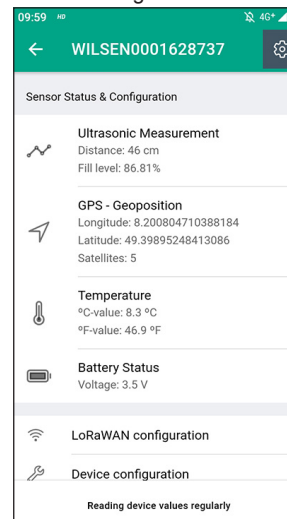 09:59 HD 4G+
WILSEN0001628737
Sensor Status & Configuration
Ultrasonic Measurement
Distance: 46 cm
Fill level: 86.81%
GPS - Geoposition
Longitude: 8.200804710388184
Latitude: 49.39895248413086
Satellites: 5
Temperature
ºC-value: 8.3 ºC
ºF-value: 46.9 ºF
Battery Status
Voltage: 3.5 V
LoRaWAN configuration
Device configuration
Reading device values regularly